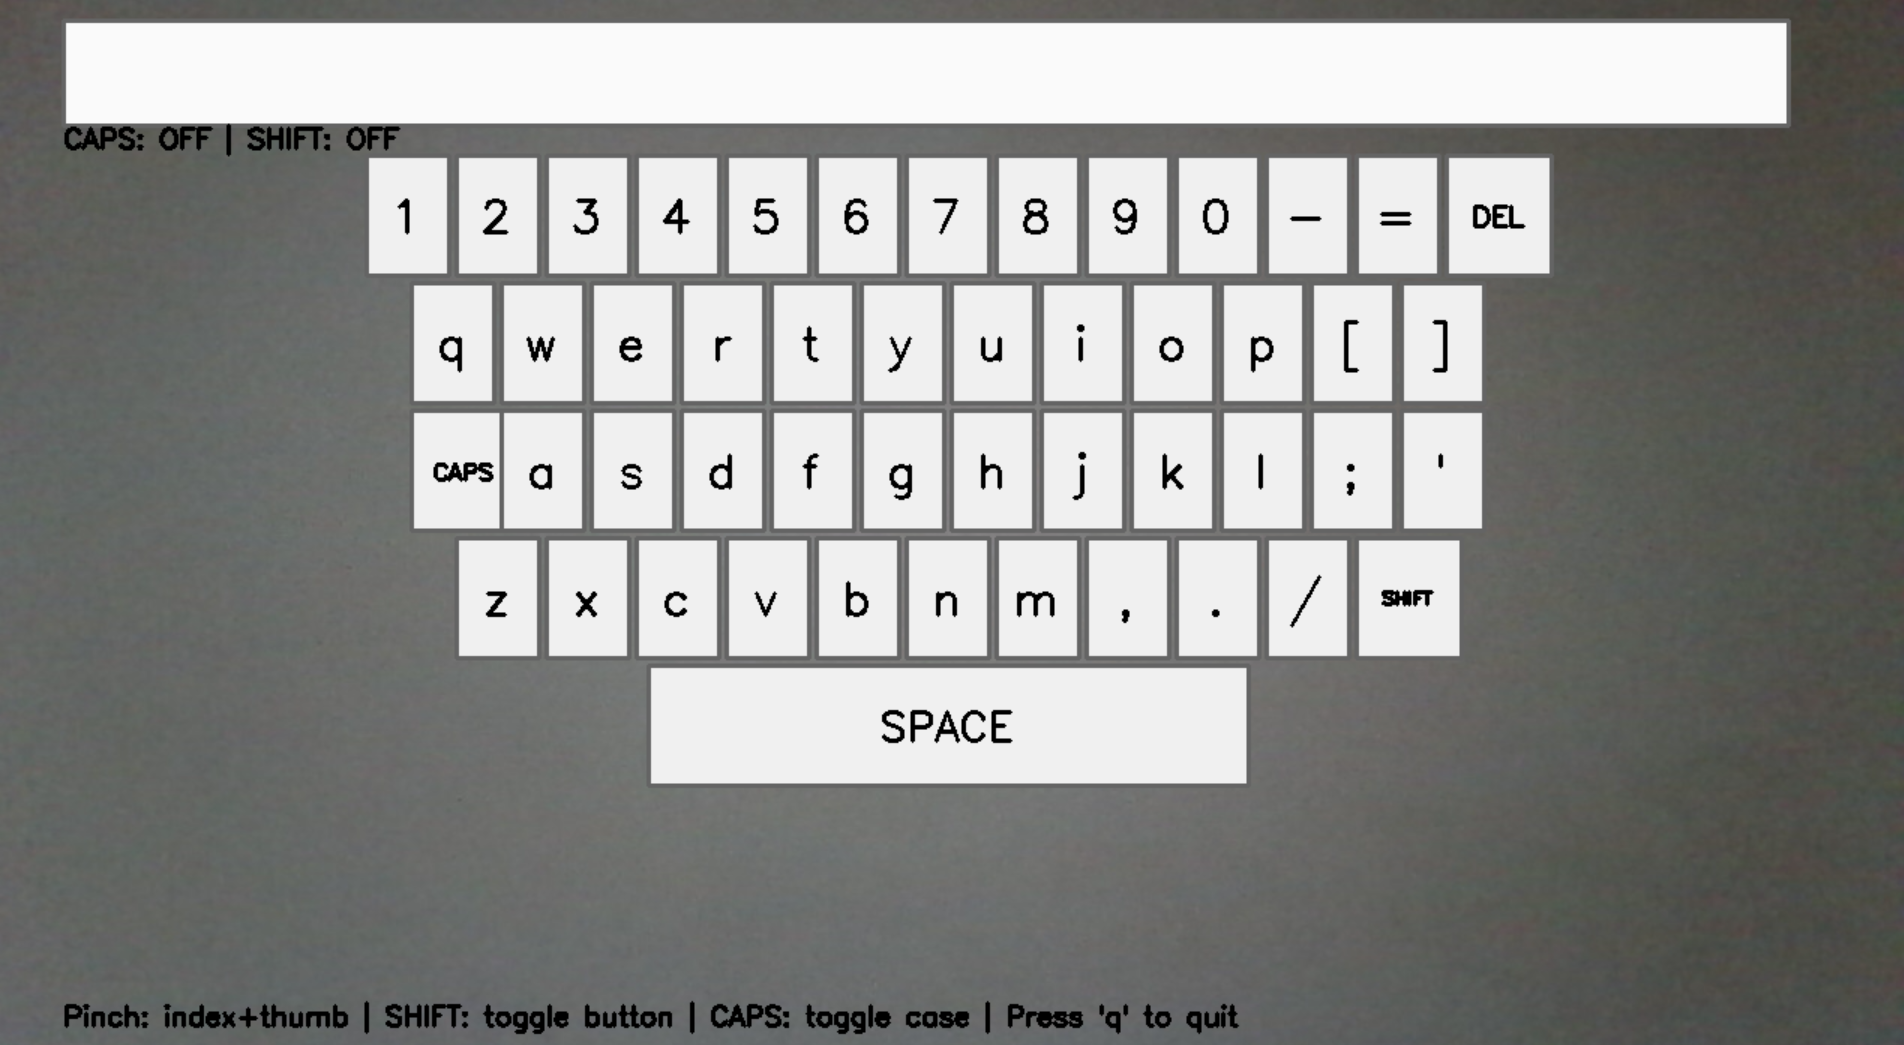 CAPS: OFF | SHIFT: OFF
1 2 3 4 5 6 7 8 9 0 - = DEL
q w e r t y u i o p [ ]
CAPS a s d f g h j k l ; '
z x c v b n m , . / SHIFT
SPACE
Pinch: index+thumb | SHIFT: toggle button | CAPS: toggle case | Press 'q' to quit